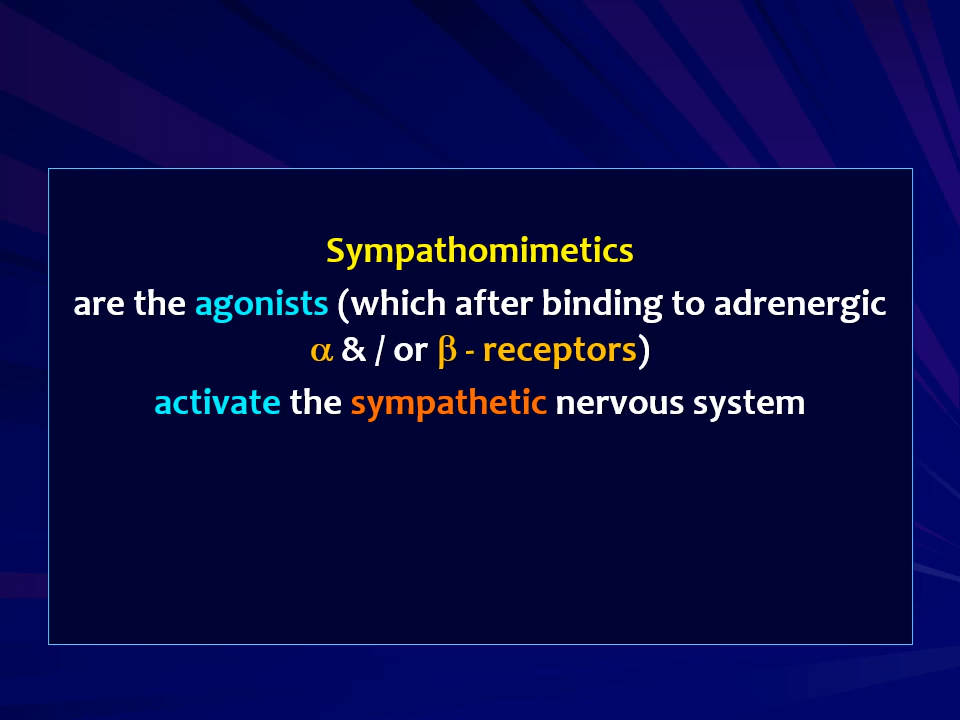 Sympathomimetics
are the agonists (which after binding to adrenergic
α & / or β - receptors)
activate the sympathetic nervous system